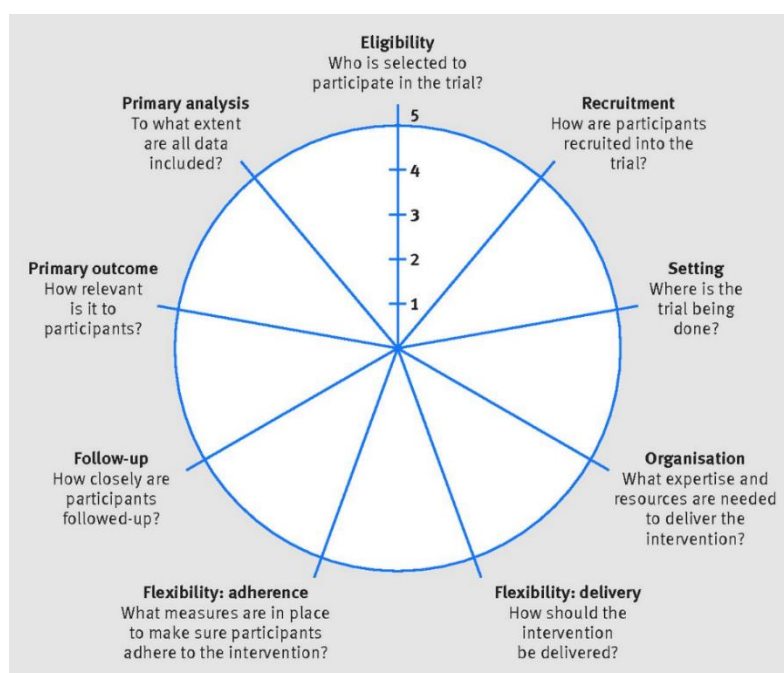 Eligibility
Who is selected to
participate in the trial?
Recruitment
How are participants
recruited into the
trial?
Setting
Where is the
trial being
done?
Organisation
What expertise and
resources are needed
to deliver the
intervention?
Flexibility: delivery
How should the
intervention
be delivered?
Flexibility: adherence
What measures are in place
to make sure participants
adhere to the intervention?
Follow-up
How closely are
participants
followed-up?
Primary outcome
How relevant
is it to
participants?
Primary analysis
To what extent
are all data
included?
5
4
3
2
1